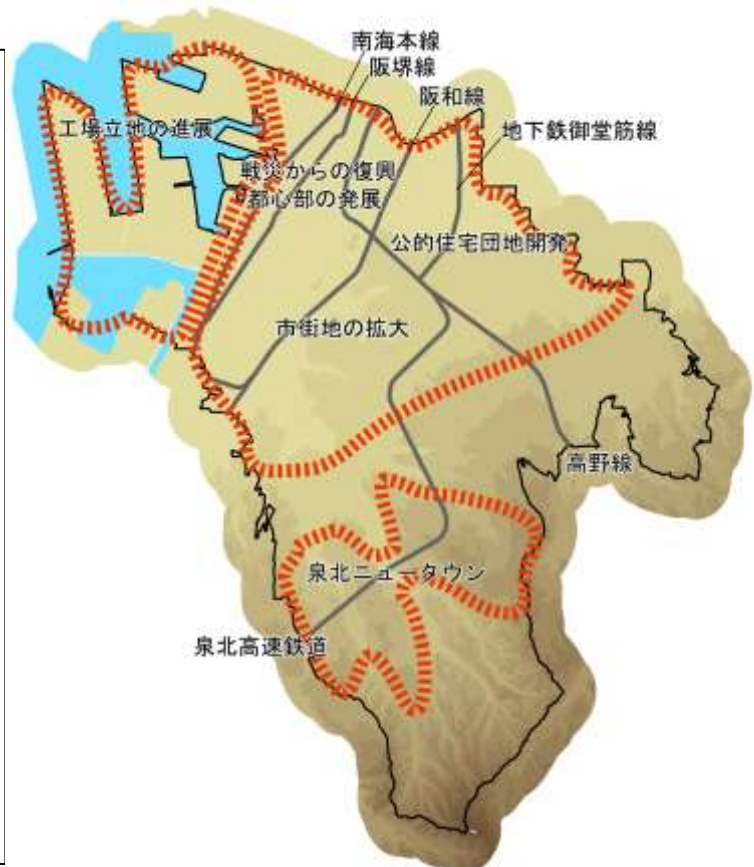 南海本線
阪堺線
阪和線
地下鉄御堂筋線
工場立地の進展
戦災からの復興
都心部の発展
公的住宅団地開発
市街地の拡大
高野線
泉北ニュータウン
泉北高速鉄道